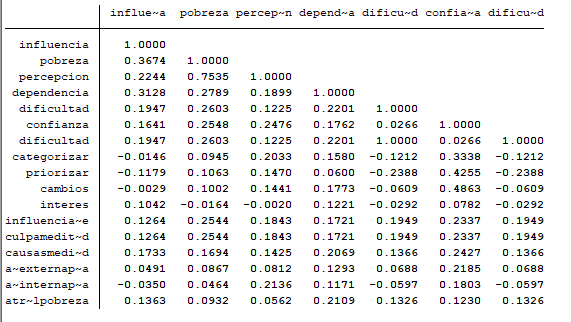 influe~a pobreza percep~n depend~a dificu~d confia~a dificu~d
influencia 1.0000
pobreza 0.3674 1.0000
percepcion 0.2244 0.7535 1.0000
dependencia 0.3128 0.2789 0.1899 1.0000
dificultad 0.1947 0.2603 0.1225 0.2201 1.0000
confianza 0.1641 0.2548 0.2476 0.1762 0.0266 1.0000
dificultad 0.1947 0.2603 0.1225 0.2201 1.0000 0.0266 1.0000
categorizar -0.0146 0.0945 0.2033 0.1580 -0.1212 0.3338 -0.1212
priorizar -0.1179 0.1063 0.1470 0.0600 -0.2388 0.4255 -0.2388
cambios -0.0029 0.1002 0.1441 0.1773 -0.0609 0.4863 -0.0609
interes 0.1042 -0.0164 -0.0020 0.1221 -0.0292 0.0782 -0.0292
influencia~e 0.1264 0.2544 0.1843 0.1721 0.1949 0.2337 0.1949
culpamedit~d 0.1264 0.2544 0.1843 0.1721 0.1949 0.2337 0.1949
causasmedi~d 0.1733 0.1694 0.1425 0.2069 0.1366 0.2427 0.1366
a~externap~a 0.0491 0.0867 0.0812 0.1293 0.0688 0.2185 0.0688
a~internap~a -0.0350 0.0464 0.2136 0.1171 -0.0597 0.1803 -0.0597
atr~lpobreza 0.1363 0.0932 0.0562 0.2109 0.1326 0.1230 0.1326